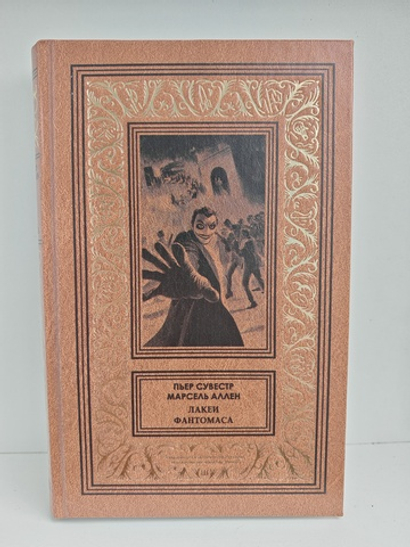 ПЬЕР СУВЕСТР
МАРСЕЛЬ АЛЛЕН
ЛАКЕИ
ФАНТОМАСА